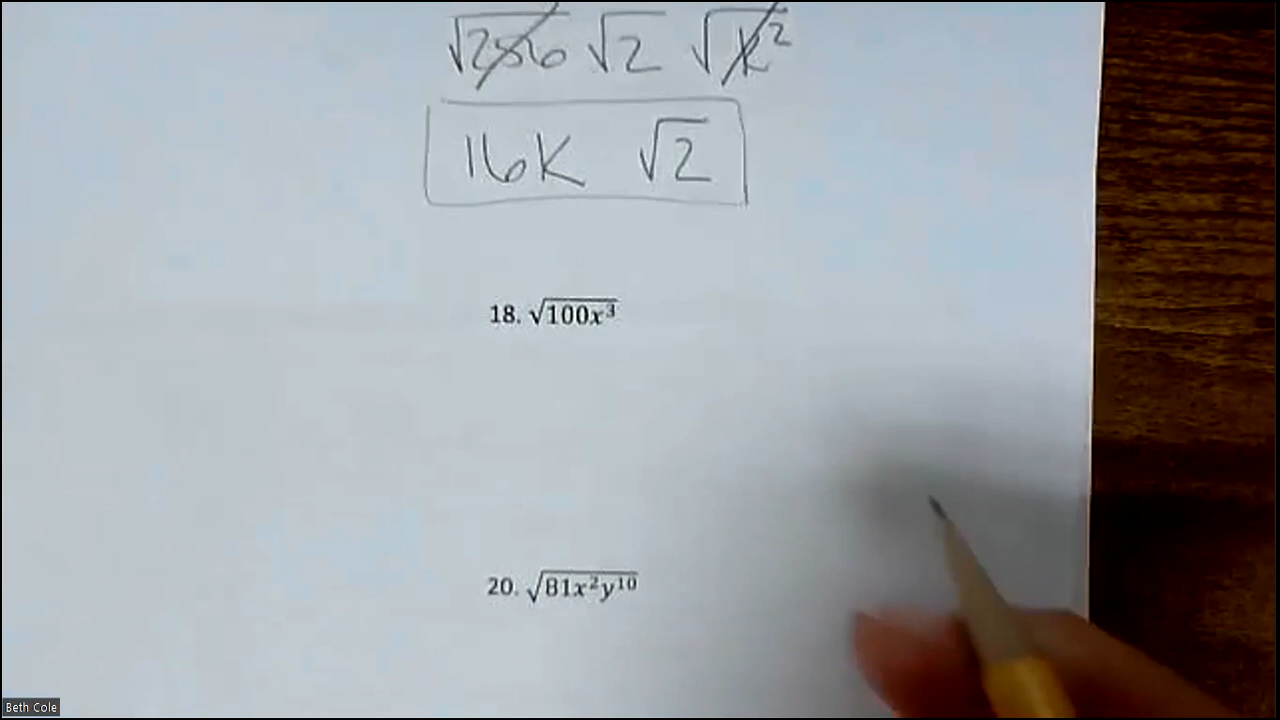 √256 √2 √k²
16K √2
18. √100x³
20. √81x²y¹⁰
Beth Cole